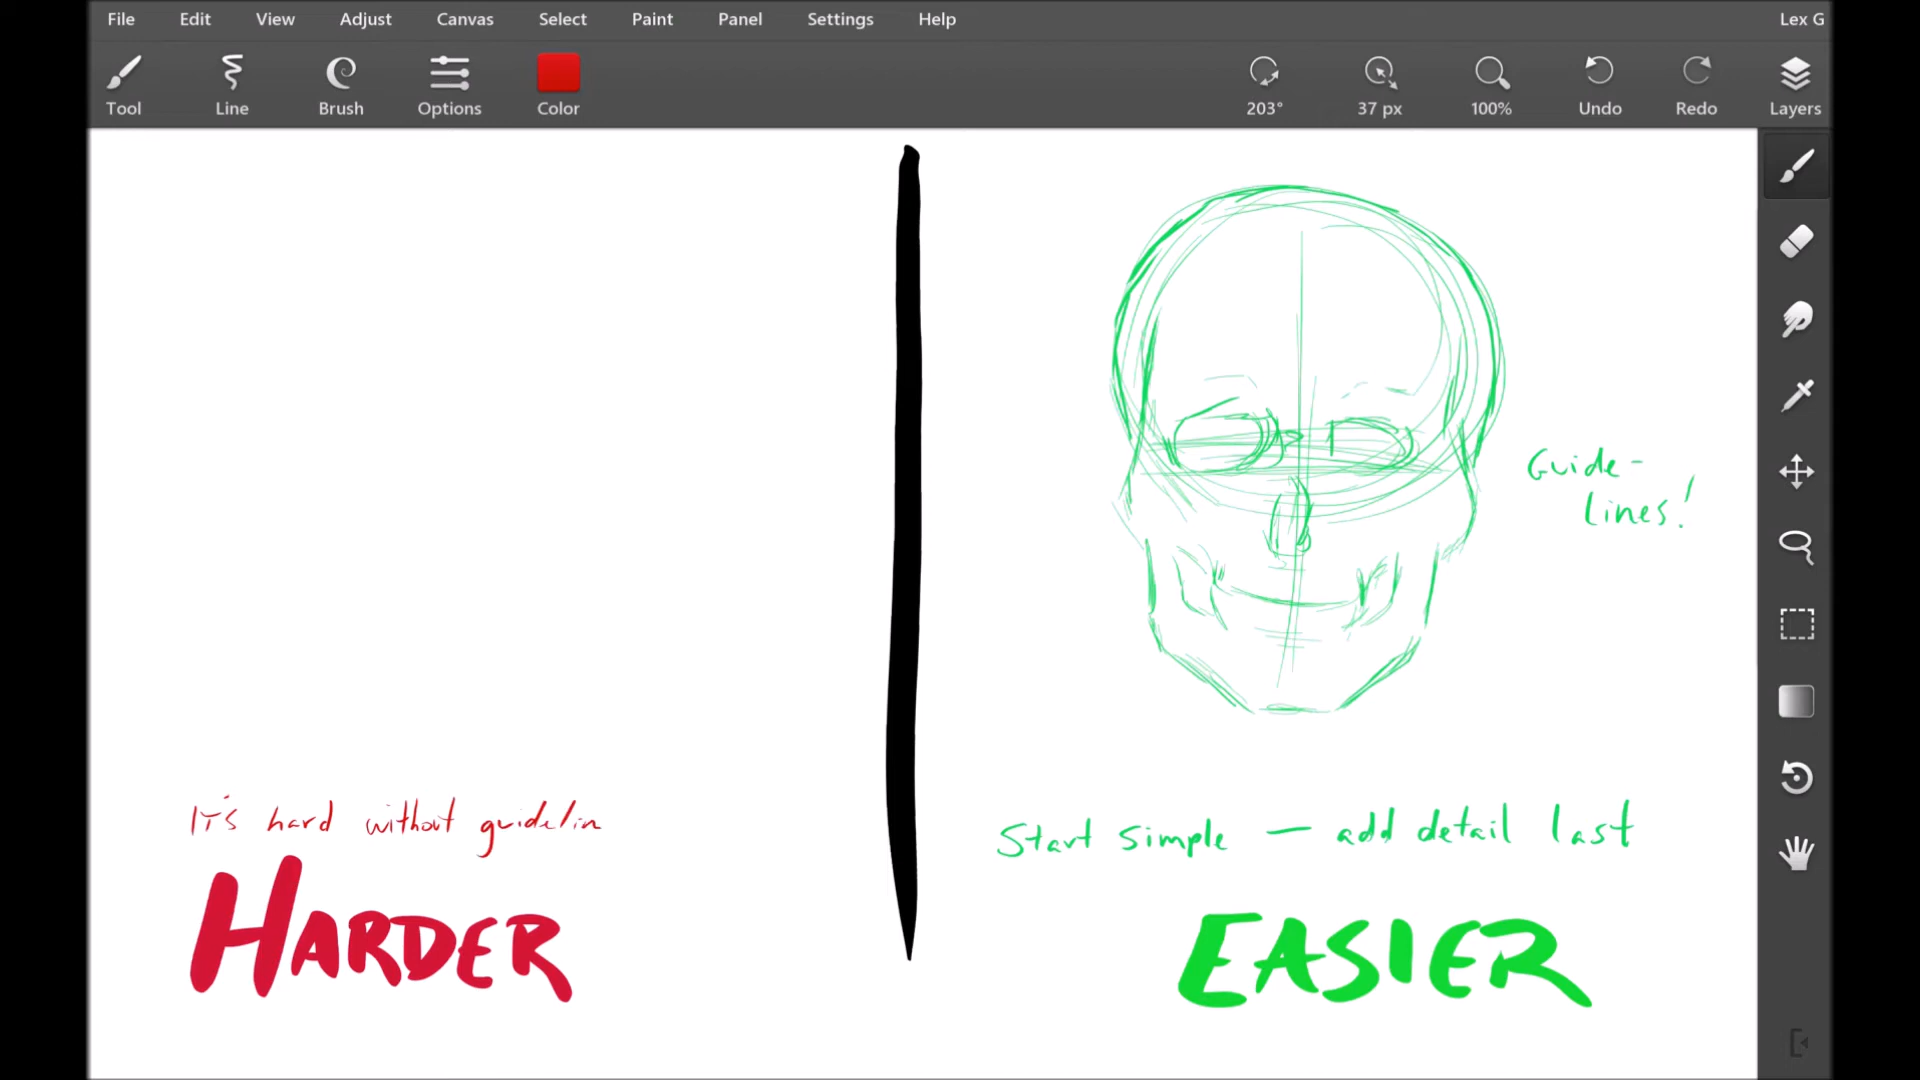 File Edit View Adjust Canvas Select Paint Panel Settings Help Lex G
Tool Line Brush Options Color 203° 37 px 100% Undo Redo Layers
Guide-
lines!
It's hard without guidelin
Start simple — add detail last
HARDER
EASIER